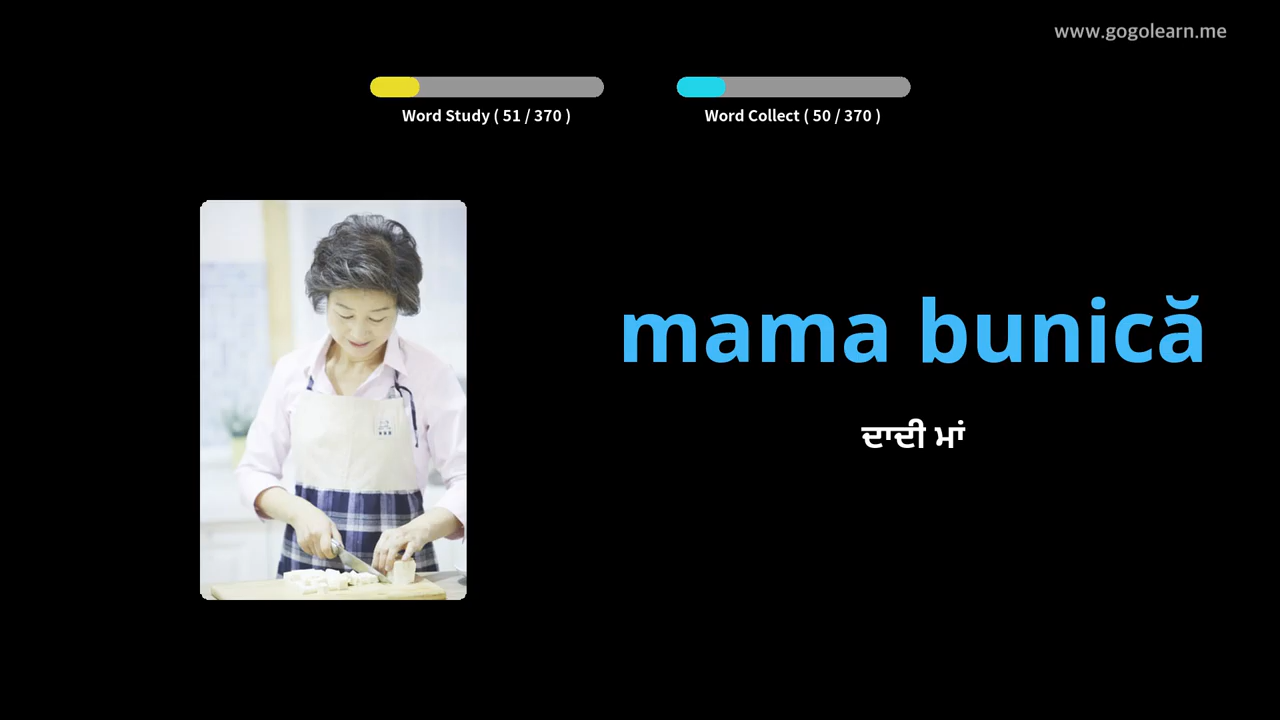 www.gogolearn.me
Word Study ( 51 / 370 )
Word Collect ( 50 / 370 )
mama bunică
ਦਾਦੀ ਮਾਂ